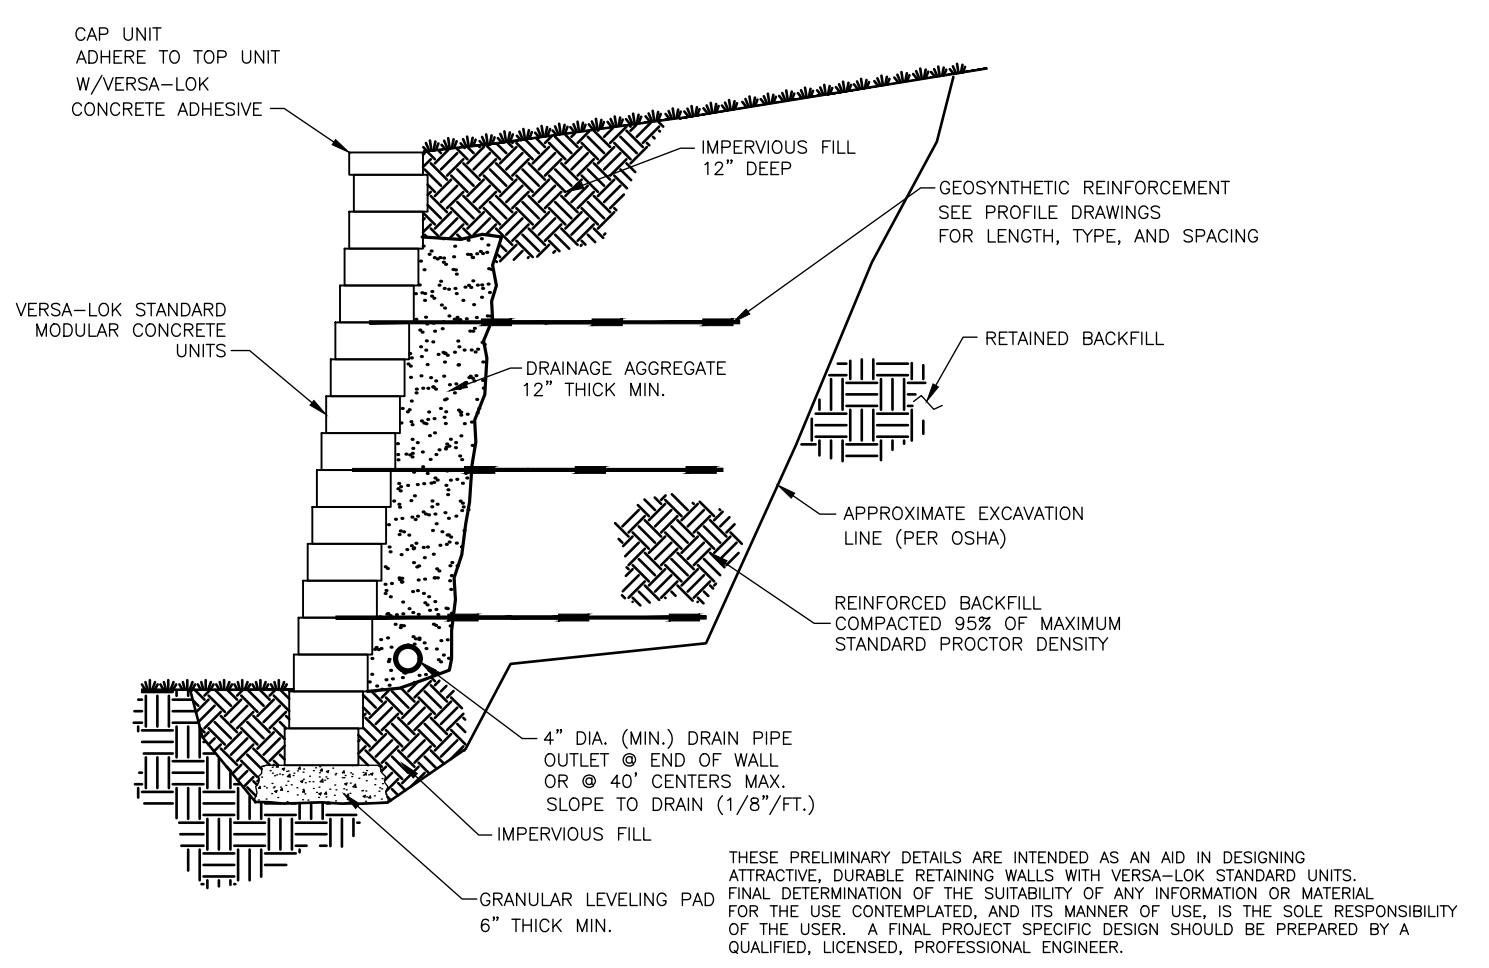 CAP UNIT
ADHERE TO TOP UNIT
W/VERSA-LOK
CONCRETE ADHESIVE
IMPERVIOUS FILL
12" DEEP
GEOSYNTHETIC REINFORCEMENT
SEE PROFILE DRAWINGS
FOR LENGTH, TYPE, AND SPACING
VERSA-LOK STANDARD
MODULAR CONCRETE
UNITS
RETAINED BACKFILL
DRAINAGE AGGREGATE
12" THICK MIN.
APPROXIMATE EXCAVATION
LINE (PER OSHA)
REINFORCED BACKFILL
COMPACTED 95% OF MAXIMUM
STANDARD PROCTOR DENSITY
4" DIA. (MIN.) DRAIN PIPE
OUTLET @ END OF WALL
OR @ 40' CENTERS MAX.
SLOPE TO DRAIN (1/8"/FT.)
IMPERVIOUS FILL
GRANULAR LEVELING PAD
6" THICK MIN.
THESE PRELIMINARY DETAILS ARE INTENDED AS AN AID IN DESIGNING
ATTRACTIVE, DURABLE RETAINING WALLS WITH VERSA-LOK STANDARD UNITS.
FINAL DETERMINATION OF THE SUITABILITY OF ANY INFORMATION OR MATERIAL
FOR THE USE CONTEMPLATED, AND ITS MANNER OF USE, IS THE SOLE RESPONSIBILITY
OF THE USER. A FINAL PROJECT SPECIFIC DESIGN SHOULD BE PREPARED BY A
QUALIFIED, LICENSED, PROFESSIONAL ENGINEER.